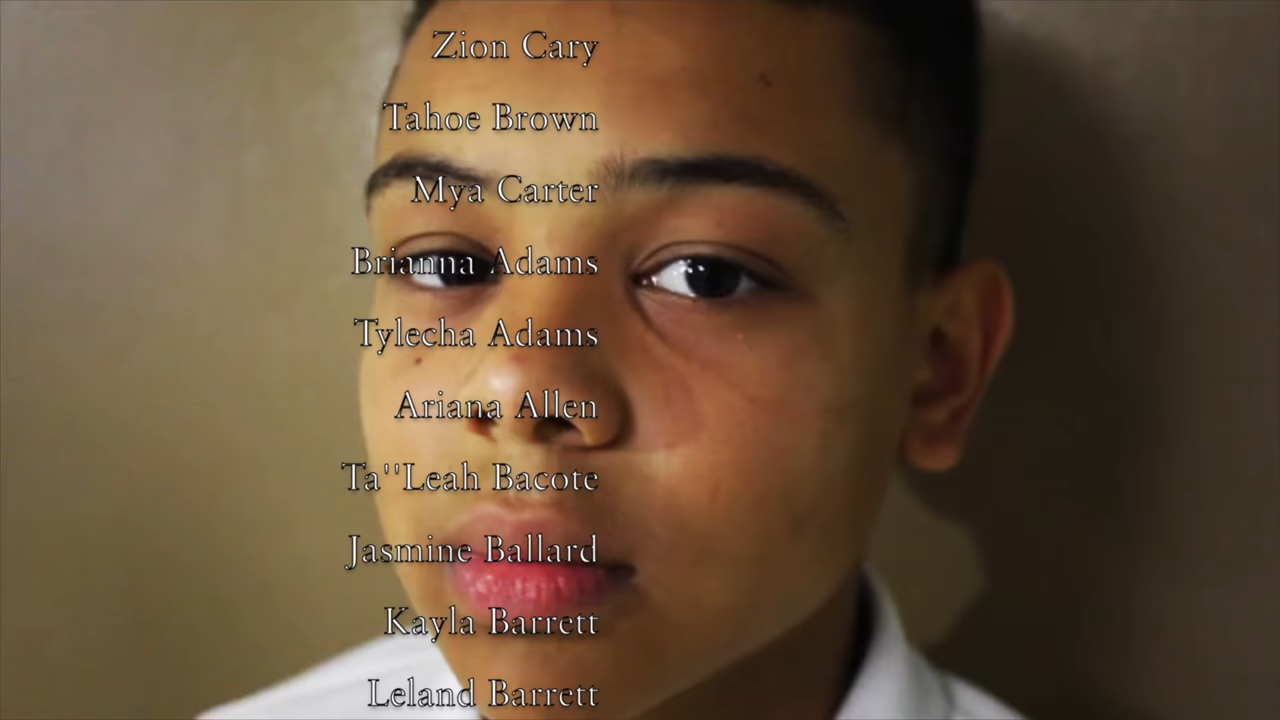 Zion Cary
Tahoe Brown
Mya Carter
Brianna Adams
Tylecha Adams
Ariana Allen
Ta''Leah Bacote
Jasmine Ballard
Kayla Barrett
Leland Barrett